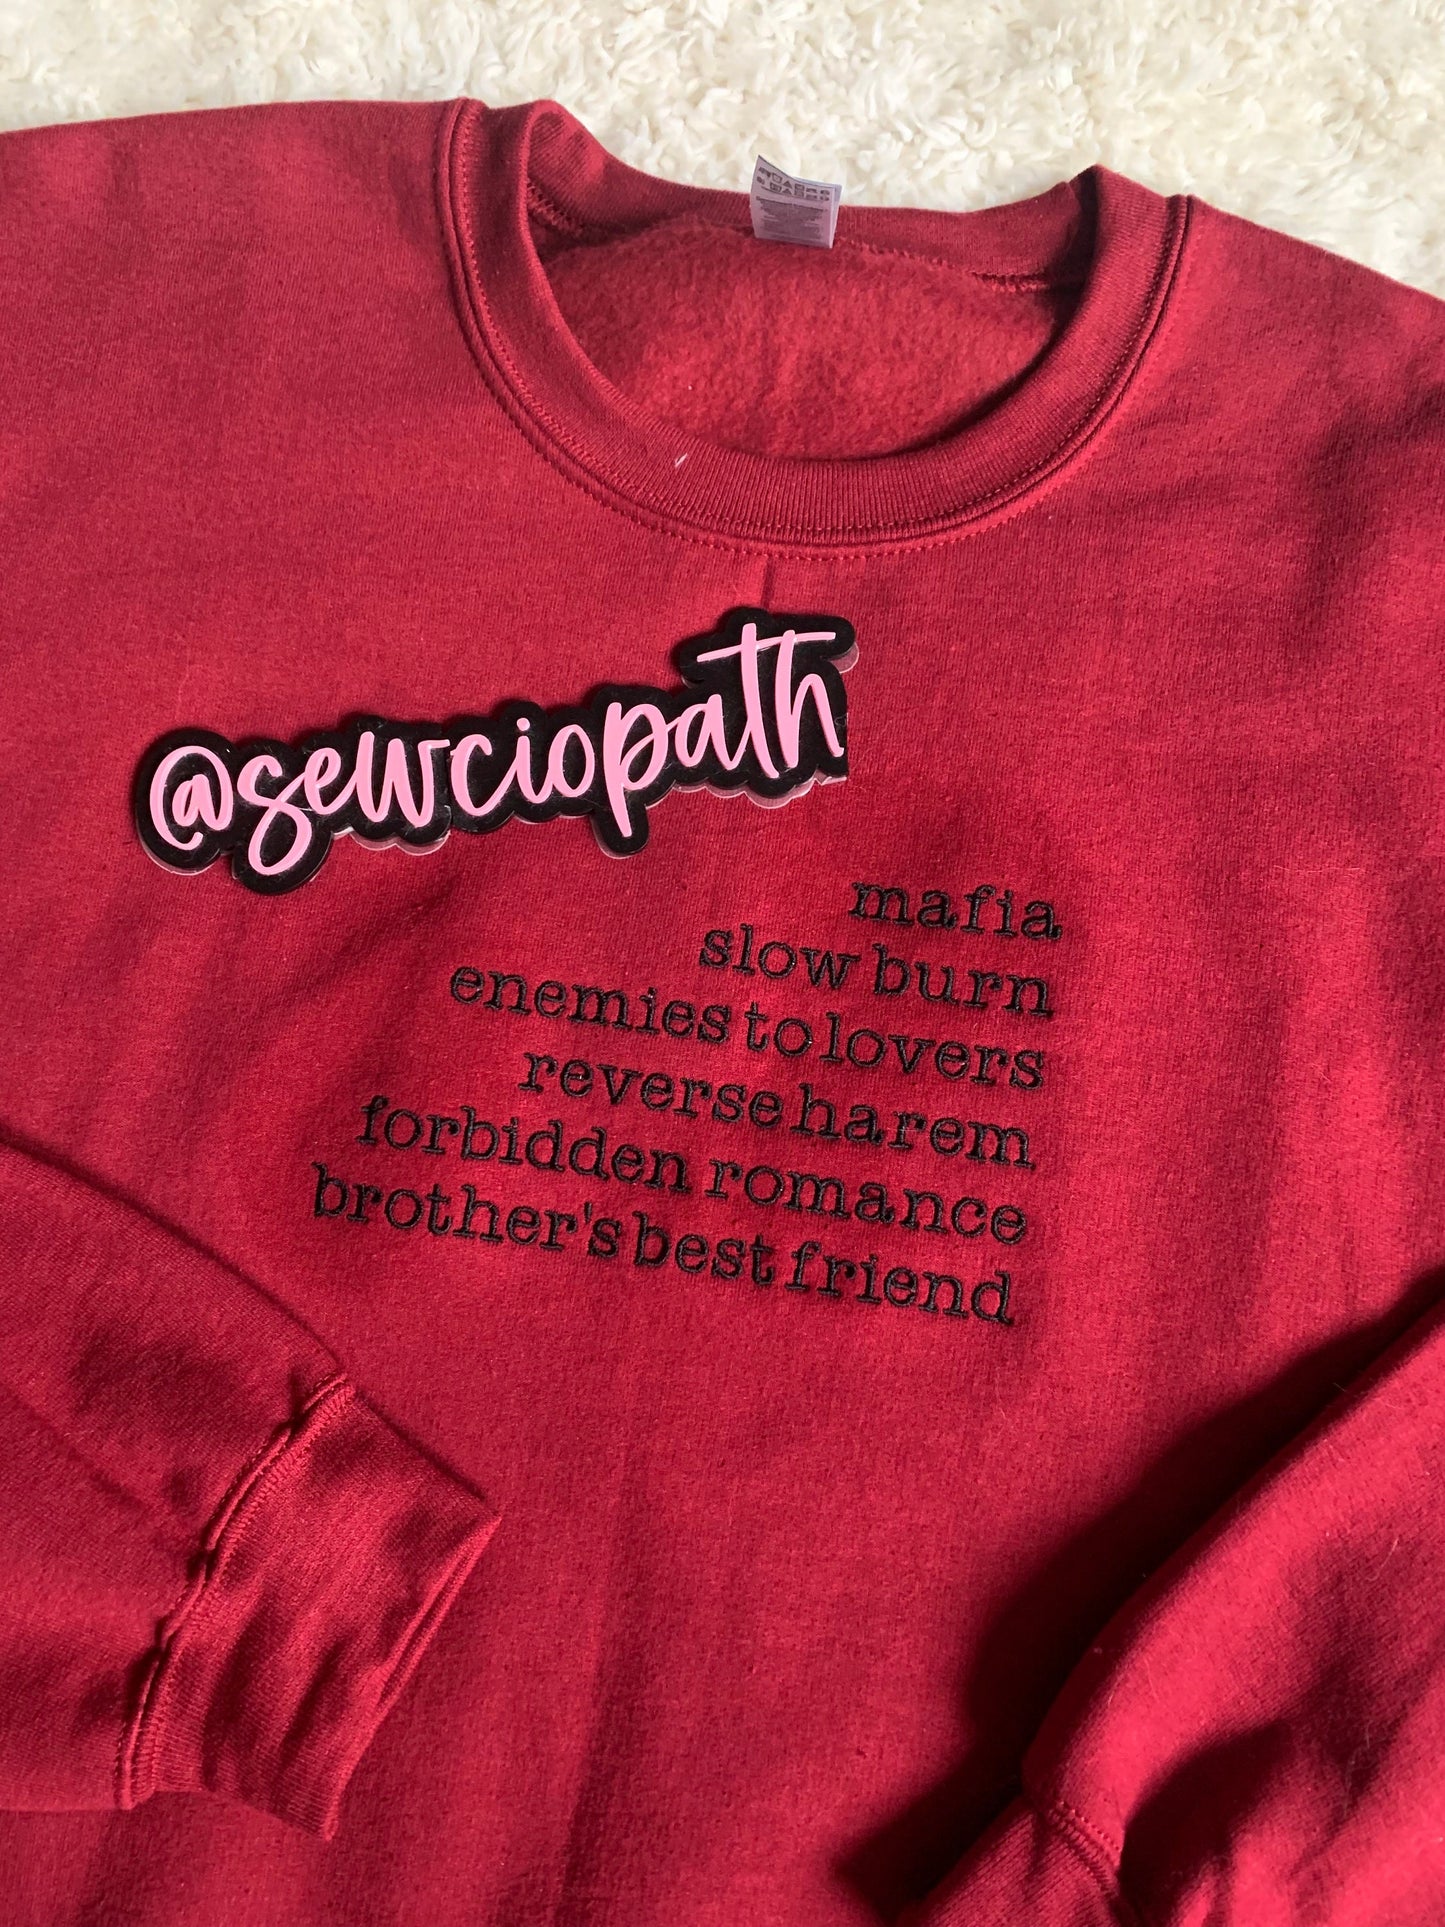 @sewciopath
mafia
slow burn
enemies to lovers
reverse harem
forbidden romance
brother's best friend